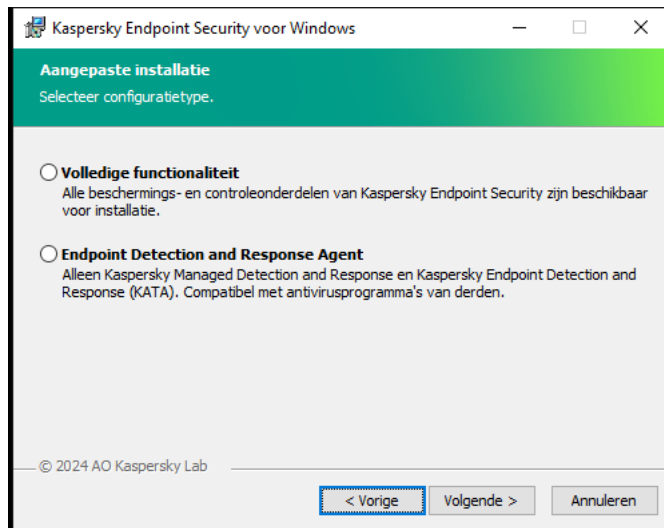 Kaspersky Endpoint Security voor Windows
Aangepaste installatie
Selecteer configuratietype.
Volledige functionaliteit
Alle beschermings- en controleonderdelen van Kaspersky Endpoint Security zijn beschikbaar
voor installatie.
Endpoint Detection and Response Agent
Alleen Kaspersky Managed Detection and Response en Kaspersky Endpoint Detection and
Response (KATA). Compatibel met antivirusprogramma's van derden.
© 2024 AO Kaspersky Lab
< Vorige
Volgende >
Annuleren